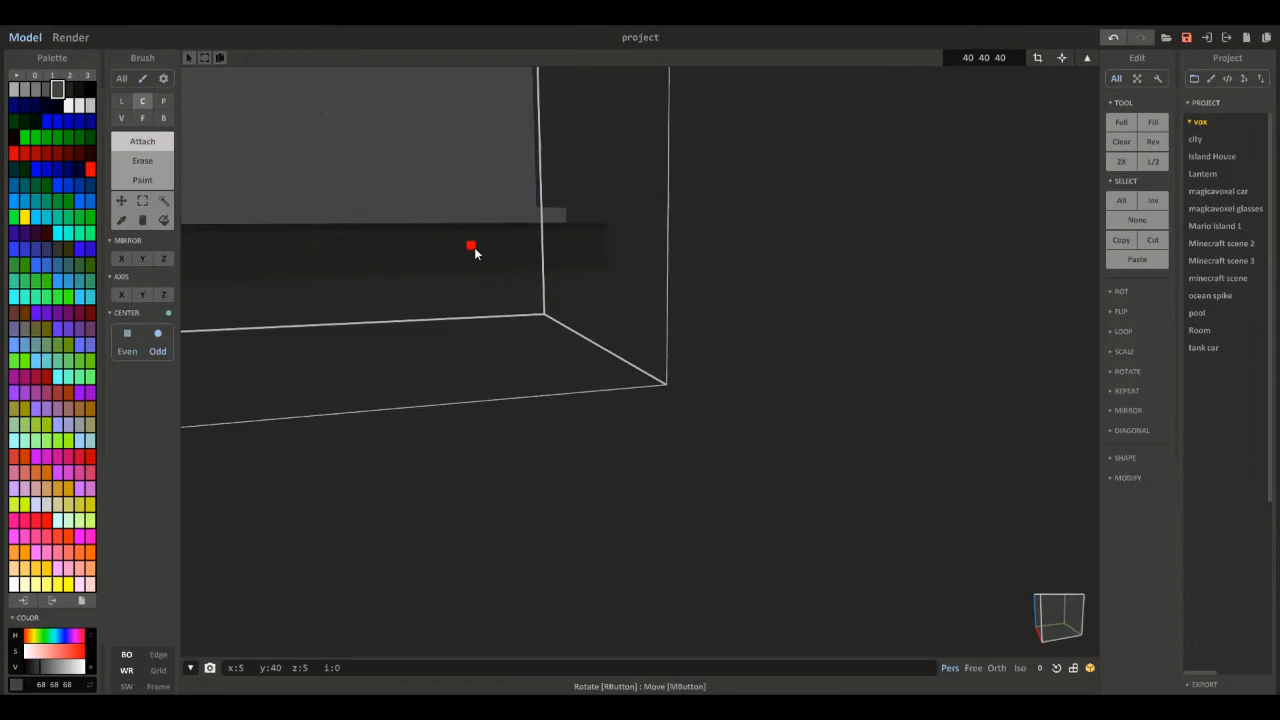 Model Render
project
Palette
0 1 2 3
COLOR
H
S
V
68 68 68
Brush
All
L C P
V F B
Attach
Erase
Paint
MIRROR
X Y Z
AXIS
X Y Z
CENTER
Even Odd
BO Edge
WR Grid
SW Frame
40 40 40
x:5 y:40 z:5 i:0
Pers Free Orth Iso 0
Rotate [RButton] : Move [MButton]
Edit
All
TOOL
Full Fill
Clear Rev
2X 1/2
SELECT
All Inv
None
Copy Cut
Paste
ROT
FLIP
LOOP
SCALE
ROTATE
REPEAT
MIRROR
DIAGONAL
SHAPE
MODIFY
Project
PROJECT
vox
city
Island House
Lantern
magicavoxel car
magicavoxel glasses
Mario Island 1
Minecraft scene 2
Minecraft scene 3
minecraft scene
ocean spike
pool
Room
tank car
EXPORT